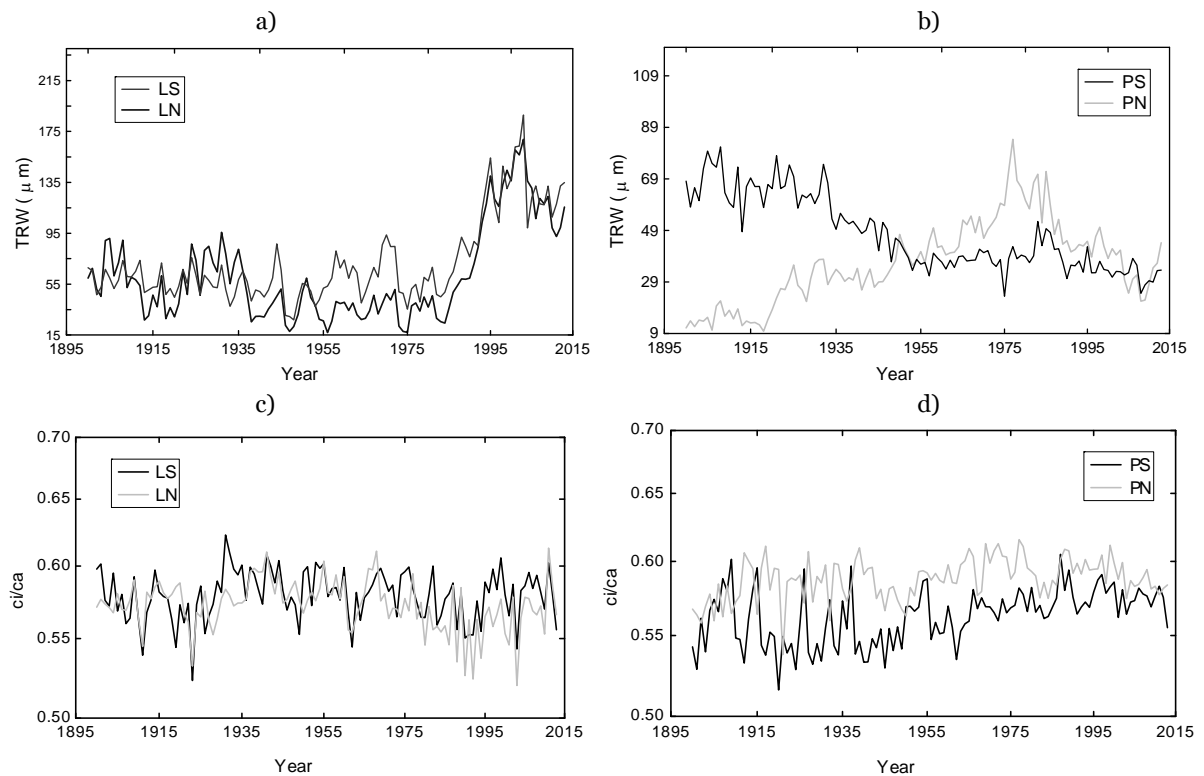 a)
215
175
135
95
55
15
TRW ( μ m)
LS
LN
1895 1915 1935 1955 1975 1995 2015
Year
b)
109
89
69
49
29
9
TRW ( μ m)
PS
PN
1895 1915 1935 1955 1975 1995 2015
Year
c)
0.70
0.65
0.60
0.55
0.50
ci/ca
LS
LN
1895 1915 1935 1955 1975 1995 2015
Year
d)
0.70
0.65
0.60
0.55
0.50
ci/ca
PS
PN
1895 1915 1935 1955 1975 1995 2015
Year